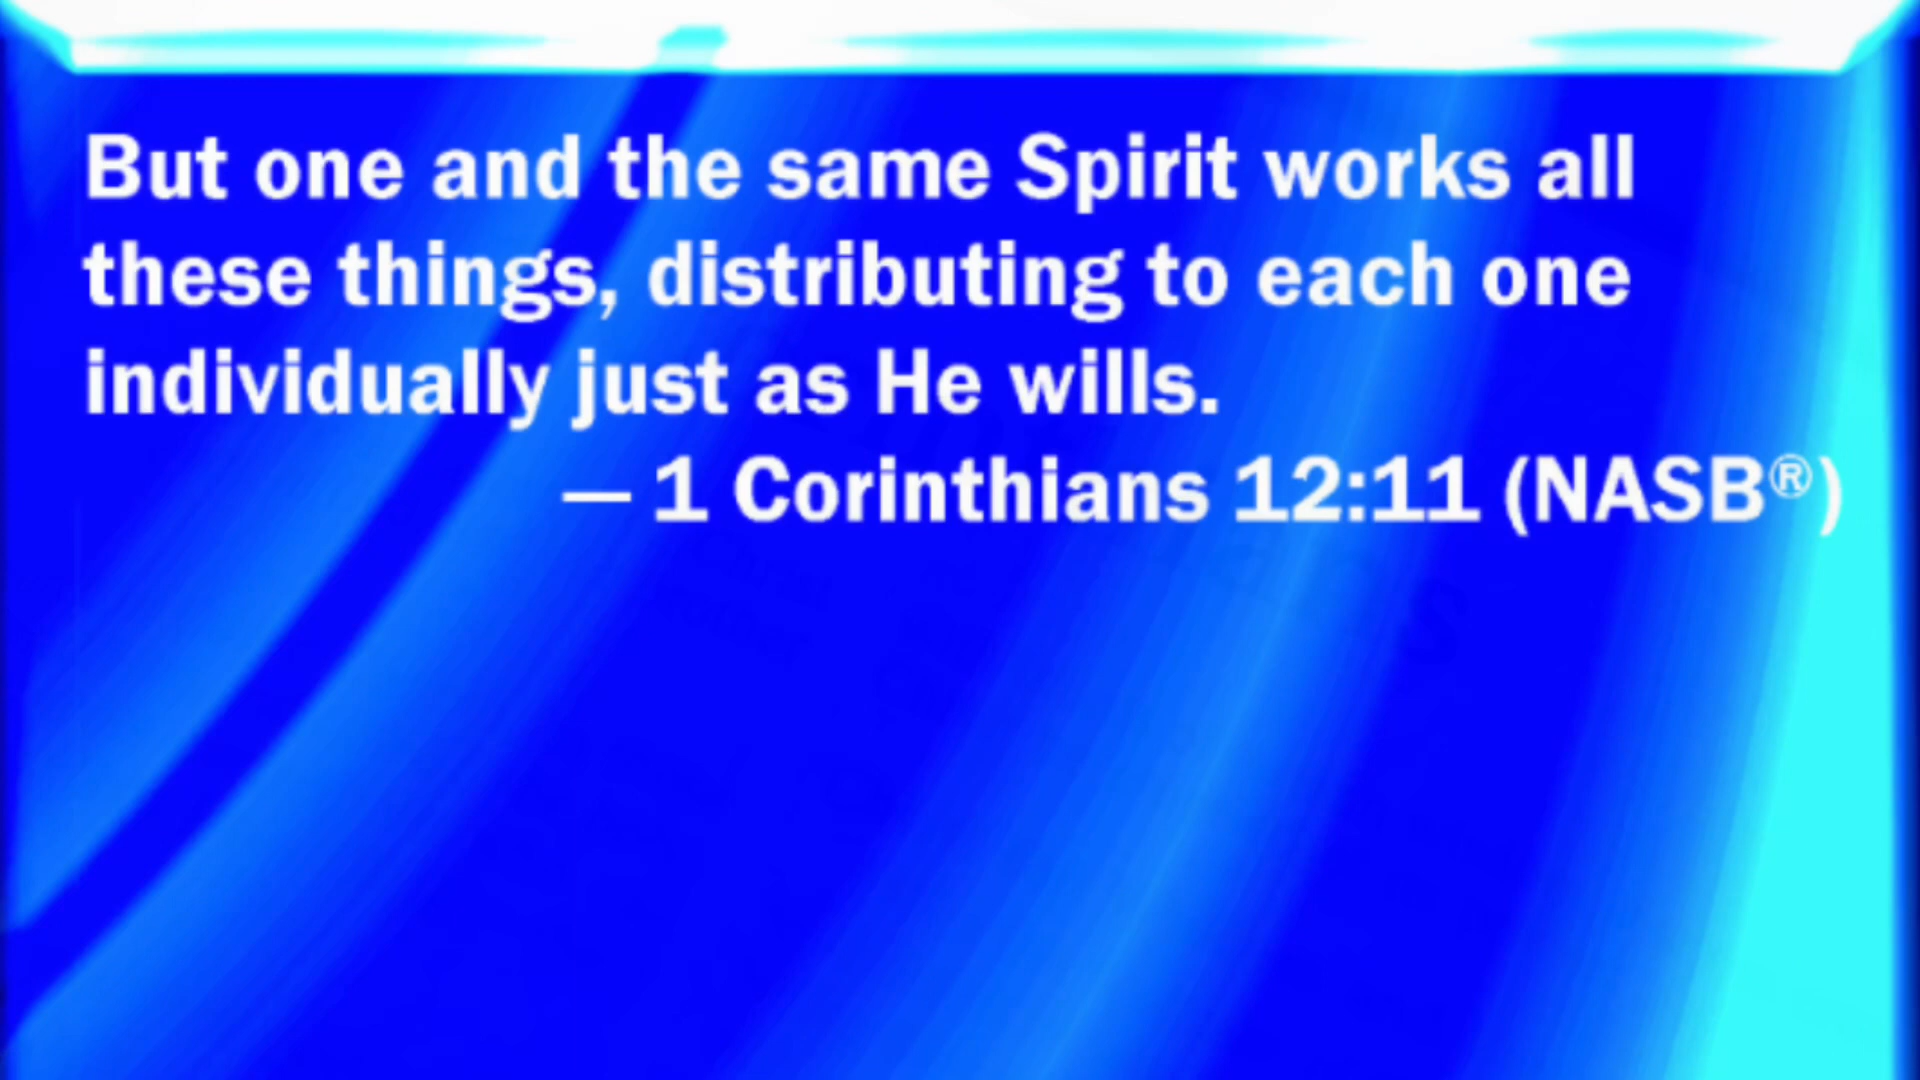 But one and the same Spirit works all
these things, distributing to each one
individually just as He wills.
— 1 Corinthians 12:11 (NASB®)